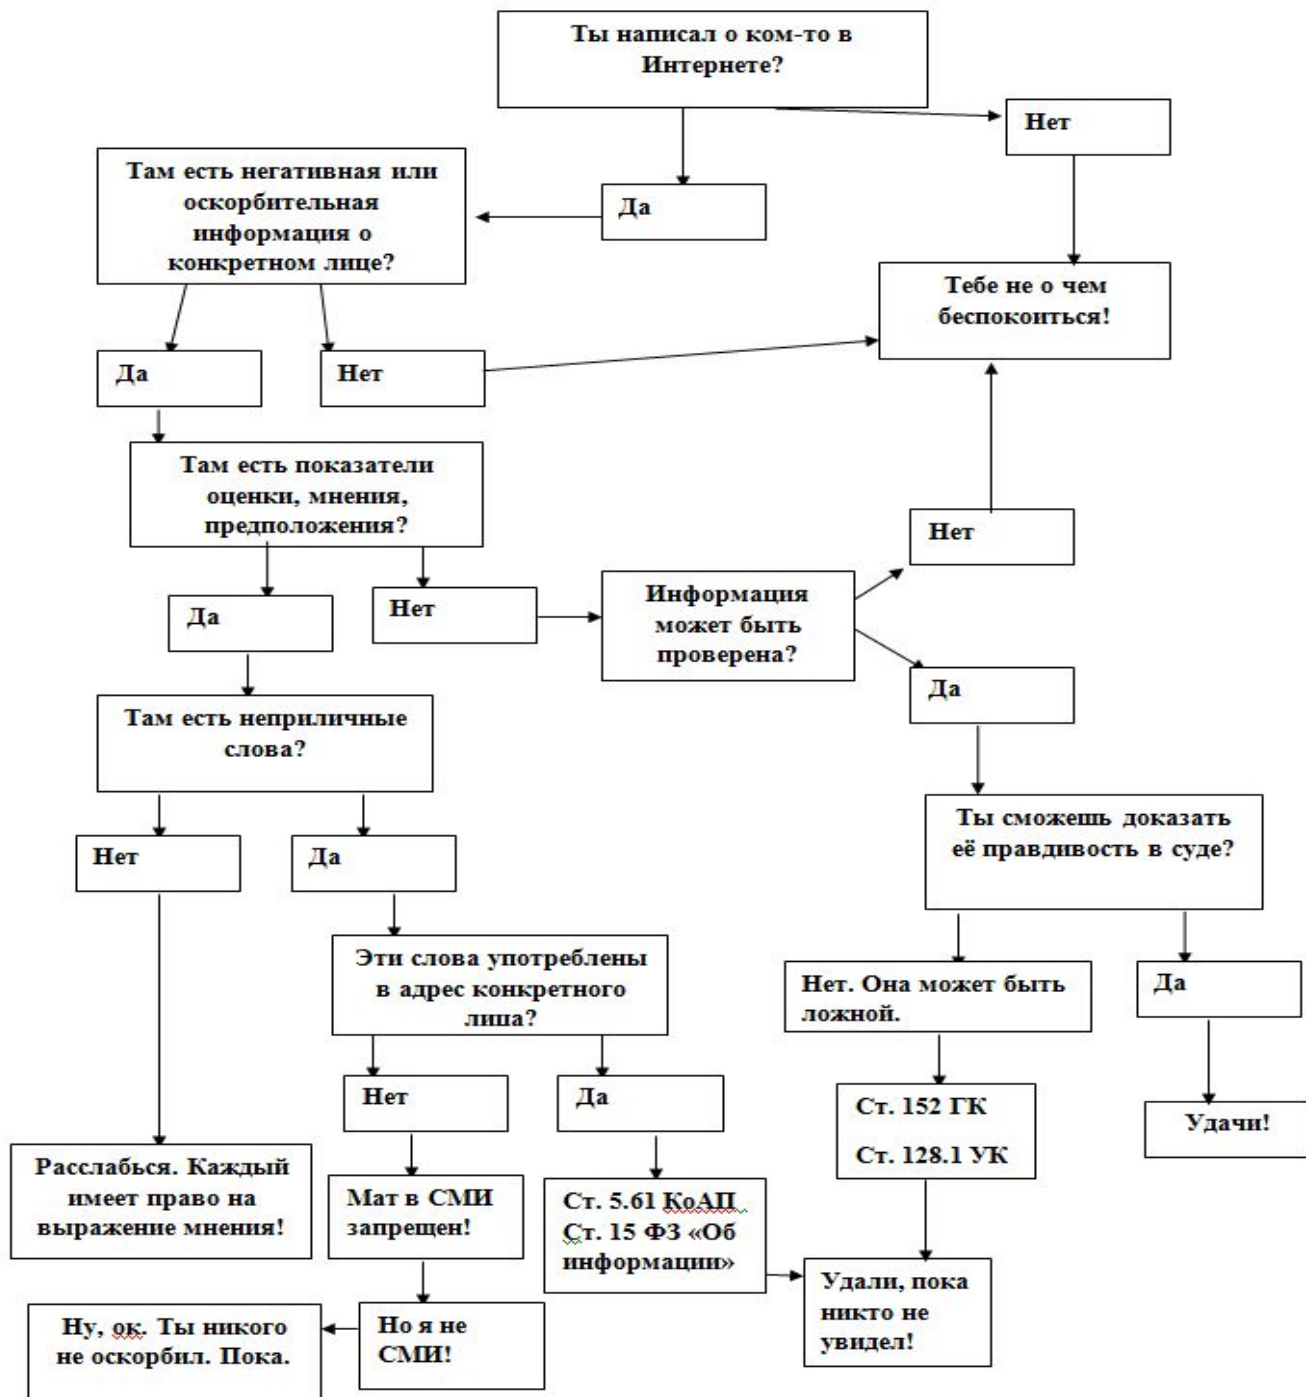 Ты написал о ком-то в
Интернете?
Нет
Да
Там есть негативная или
оскорбительная
информация о
конкретном лице?
Тебе не о чем
беспокоиться!
Да
Нет
Там есть показатели
оценки, мнения,
предположения?
Нет
Да
Нет
Информация
может быть
проверена?
Да
Там есть неприличные
слова?
Ты сможешь доказать
её правдивость в суде?
Нет
Да
Эти слова употреблены
в адрес конкретного
лица?
Нет. Она может быть
ложной.
Да
Нет
Да
Ст. 152 ГК
Ст. 128.1 УК
Удачи!
Расслабься. Каждый
имеет право на
выражение мнения!
Мат в СМИ
запрещен!
Ст. 5.61 КоАП
Ст. 15 ФЗ «Об
информации»
Удали, пока
никто не
увидел!
Ну, ок. Ты никого
не оскорбил. Пока.
Но я не
СМИ!